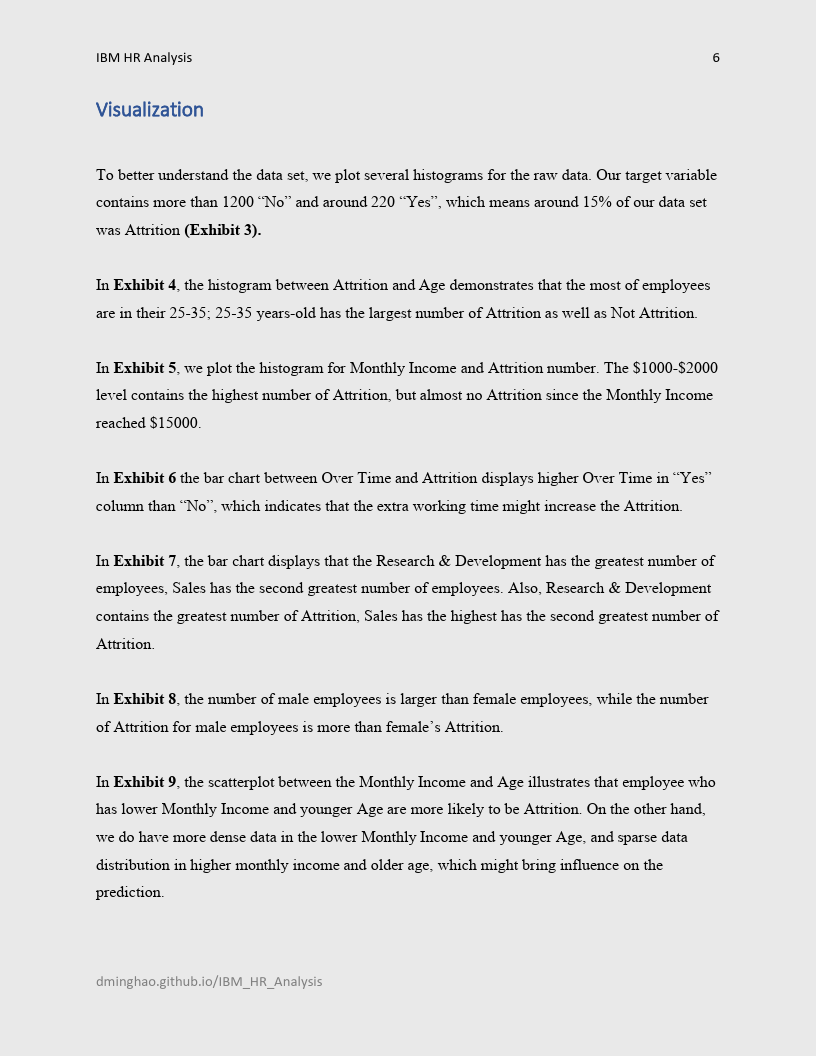 IBM HR Analysis 6
Visualization
To better understand the data set, we plot several histograms for the raw data. Our target variable
contains more than 1200 “No” and around 220 “Yes”, which means around 15% of our data set
was Attrition (Exhibit 3).
In Exhibit 4, the histogram between Attrition and Age demonstrates that the most of employees
are in their 25-35; 25-35 years-old has the largest number of Attrition as well as Not Attrition.
In Exhibit 5, we plot the histogram for Monthly Income and Attrition number. The $1000-$2000
level contains the highest number of Attrition, but almost no Attrition since the Monthly Income
reached $15000.
In Exhibit 6 the bar chart between Over Time and Attrition displays higher Over Time in “Yes”
column than “No”, which indicates that the extra working time might increase the Attrition.
In Exhibit 7, the bar chart displays that the Research & Development has the greatest number of
employees, Sales has the second greatest number of employees. Also, Research & Development
contains the greatest number of Attrition, Sales has the highest has the second greatest number of
Attrition.
In Exhibit 8, the number of male employees is larger than female employees, while the number
of Attrition for male employees is more than female’s Attrition.
In Exhibit 9, the scatterplot between the Monthly Income and Age illustrates that employee who
has lower Monthly Income and younger Age are more likely to be Attrition. On the other hand,
we do have more dense data in the lower Monthly Income and younger Age, and sparse data
distribution in higher monthly income and older age, which might bring influence on the
prediction.
dminghao.github.io/IBM_HR_Analysis